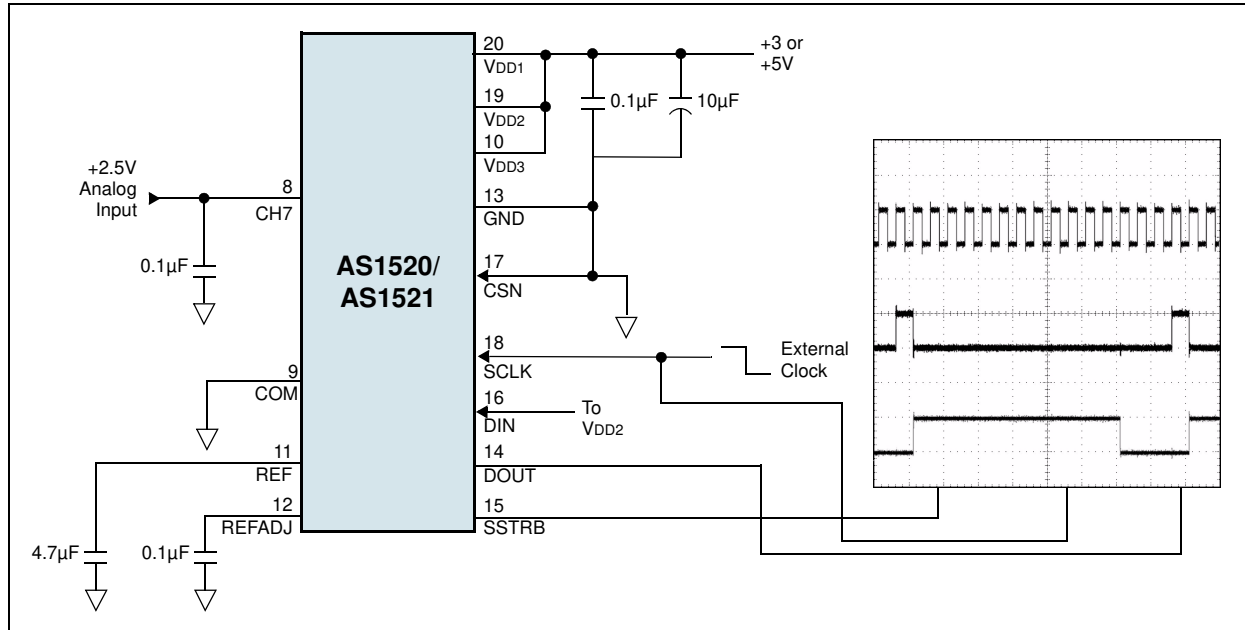 20
VDD1
+3 or
+5V
19
VDD2
0.1µF
10µF
10
VDD3
+2.5V
Analog
Input
8
CH7
13
GND
0.1µF
AS1520/
AS1521
17
CSN
18
SCLK
External
Clock
9
COM
16
DIN
To
VDD2
11
REF
14
DOUT
12
REFADJ
15
SSTRB
4.7µF
0.1µF